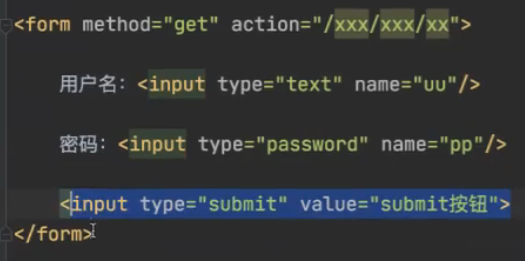 <form method="get" action="/xxx/xxx/xx">
用户名：<input type="text" name="uu"/>
密码：<input type="password" name="pp"/>
<input type="submit" value="submit按钮">
</form>